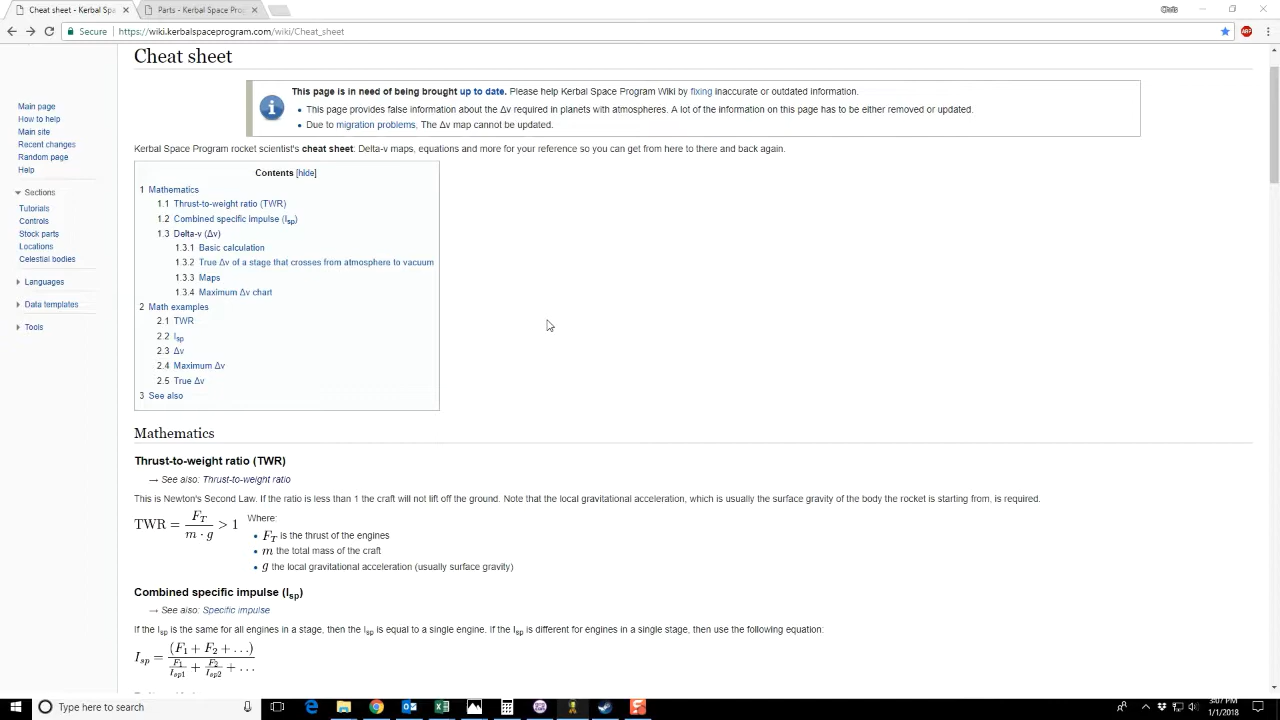 Cheat sheet - Kerbal Spa
Parts - Kerbal Space Pro
Chris
Secure
https://wiki.kerbalspaceprogram.com/wiki/Cheat_sheet
ABP
Cheat sheet
This page is in need of being brought up to date. Please help Kerbal Space Program Wiki by fixing inaccurate or outdated information.
• This page provides false information about the Δv required in planets with atmospheres. A lot of the information on this page has to be either removed or updated.
• Due to migration problems, The Δv map cannot be updated.
Main page
How to help
Main site
Recent changes
Random page
Help
Sections
Tutorials
Controls
Stock parts
Locations
Celestial bodies
Languages
Data templates
Tools
Kerbal Space Program rocket scientist's cheat sheet: Delta-v maps, equations and more for your reference so you can get from here to there and back again.
Contents [hide]
1 Mathematics
1.1 Thrust-to-weight ratio (TWR)
1.2 Combined specific impulse (Isp)
1.3 Delta-v (Δv)
1.3.1 Basic calculation
1.3.2 True Δv of a stage that crosses from atmosphere to vacuum
1.3.3 Maps
1.3.4 Maximum Δv chart
2 Math examples
2.1 TWR
2.2 Isp
2.3 Δv
2.4 Maximum Δv
2.5 True Δv
3 See also
Mathematics
Thrust-to-weight ratio (TWR)
→ See also: Thrust-to-weight ratio
This is Newton's Second Law. If the ratio is less than 1 the craft will not lift off the ground. Note that the local gravitational acceleration, which is usually the surface gravity of the body the rocket is starting from, is required.
TWR = F_T / (m · g) > 1
Where:
• F_T is the thrust of the engines
• m the total mass of the craft
• g the local gravitational acceleration (usually surface gravity)
Combined specific impulse (Isp)
→ See also: Specific impulse
If the Isp is the same for all engines in a stage, then the Isp is equal to a single engine. If the Isp is different for engines in a single stage, then use the following equation:
Isp = (F1 + F2 + ...) / (F1/Isp1 + F2/Isp2 + ...)
Type here to search
3:07 PM
1/1/2018